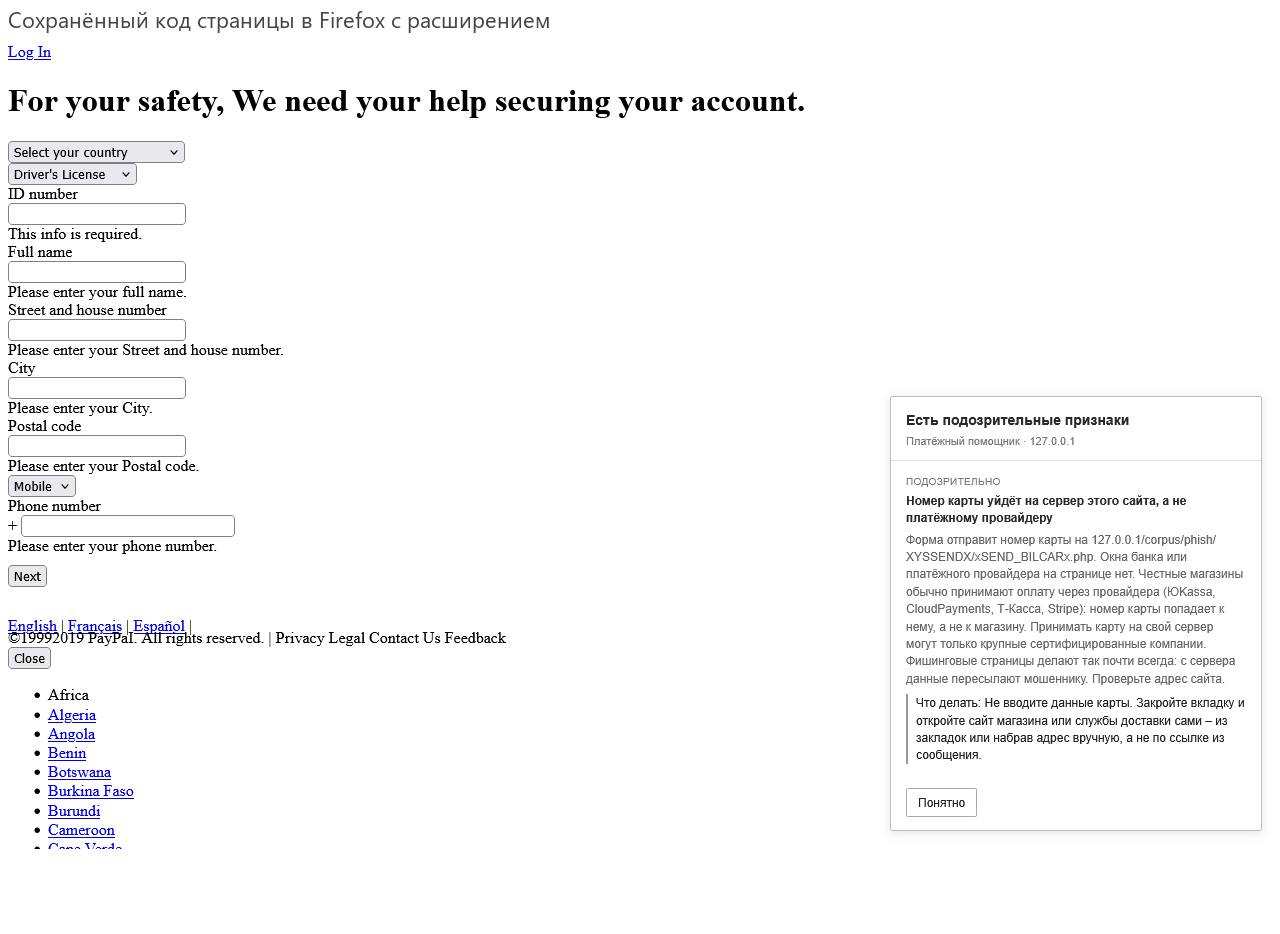 Сохранённый код страницы в Firefox с расширением
Log In
For your safety, We need your help securing your account.
Select your country
Driver's License
ID number
This info is required.
Full name
Please enter your full name.
Street and house number
Please enter your Street and house number.
City
Please enter your City.
Postal code
Please enter your Postal code.
Mobile
Phone number
+
Please enter your phone number.
Next
English | Français | Español |
©19992019 PayPaI. All rights reserved. | Privacy Legal Contact Us Feedback
Close
Africa
Algeria
Angola
Benin
Botswana
Burkina Faso
Burundi
Cameroon
Cape Verde
Есть подозрительные признаки
Платёжный помощник · 127.0.0.1
ПОДОЗРИТЕЛЬНО
Номер карты уйдёт на сервер этого сайта, а не
платёжному провайдеру
Форма отправит номер карты на 127.0.0.1/corpus/phish/
XYSSENDX/xSEND_BILCARx.php. Окна банка или
платёжного провайдера на странице нет. Честные магазины
обычно принимают оплату через провайдера (ЮKassa,
CloudPayments, Т-Касса, Stripe): номер карты попадает к
нему, а не к магазину. Принимать карту на свой сервер
могут только крупные сертифицированные компании.
Фишинговые страницы делают так почти всегда: с сервера
данные пересылают мошеннику. Проверьте адрес сайта.
Что делать: Не вводите данные карты. Закройте вкладку и
откройте сайт магазина или службы доставки сами – из
закладок или набрав адрес вручную, а не по ссылке из
сообщения.
Понятно